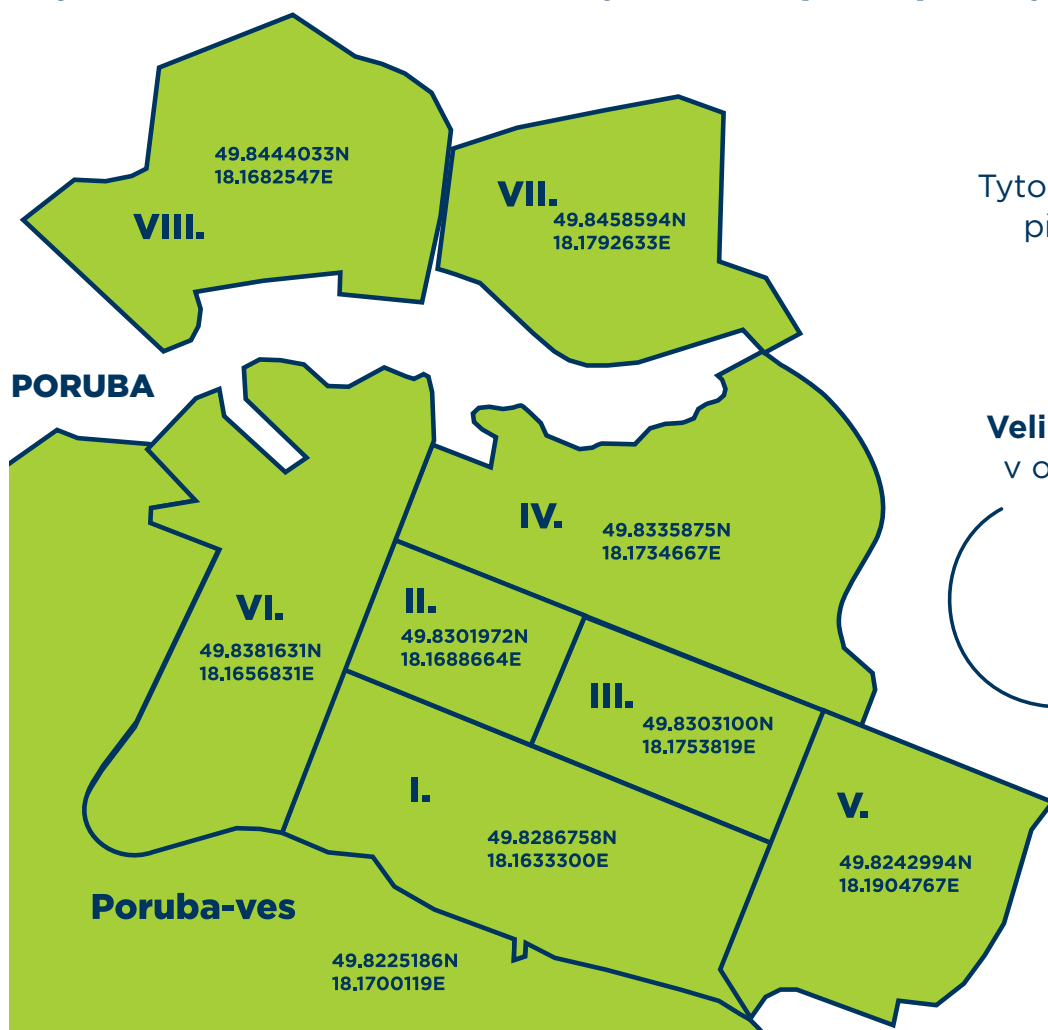 49.8444033N
18.1682547E
VIII.
VII.
49.8458594N
18.1792633E
PORUBA
IV.
49.8335875N
18.1734667E
VI.
49.8381631N
18.1656831E
II.
49.8301972N
18.1688664E
III.
49.8303100N
18.1753819E
I.
49.8286758N
18.1633300E
V.
49.8242994N
18.1904767E
Poruba-ves
49.8225186N
18.1700119E
Tyto
Veli
v o